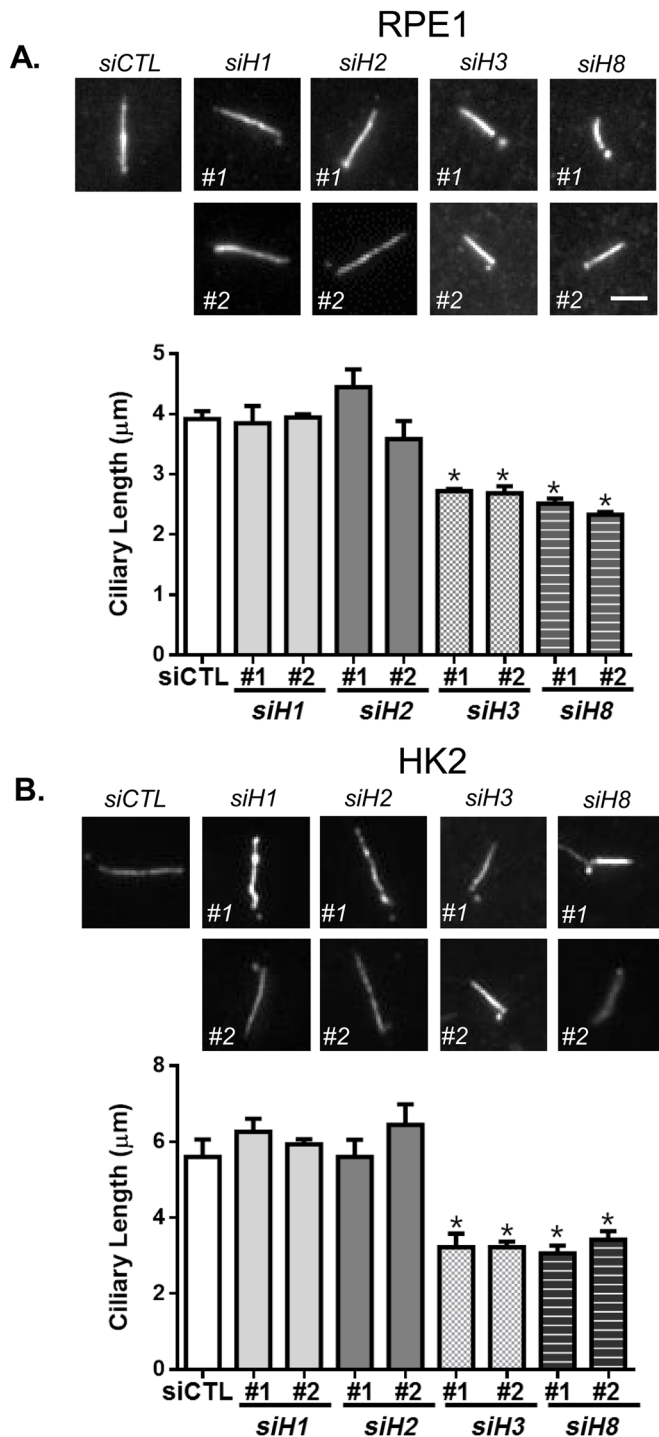 RPE1
A.
siCTL siH1 siH2 siH3 siH8
#1 #1 #1 #1
#2 #2 #2 #2
Ciliary Length (μm)
5
4
3
2
1
0
* * * *
siCTL #1 #2 #1 #2 #1 #2 #1 #2
siH1 siH2 siH3 siH8
HK2
B.
siCTL siH1 siH2 siH3 siH8
#1 #1 #1 #1
#2 #2 #2 #2
Ciliary Length (μm)
8
6
4
2
0
* * * *
siCTL #1 #2 #1 #2 #1 #2 #1 #2
siH1 siH2 siH3 siH8